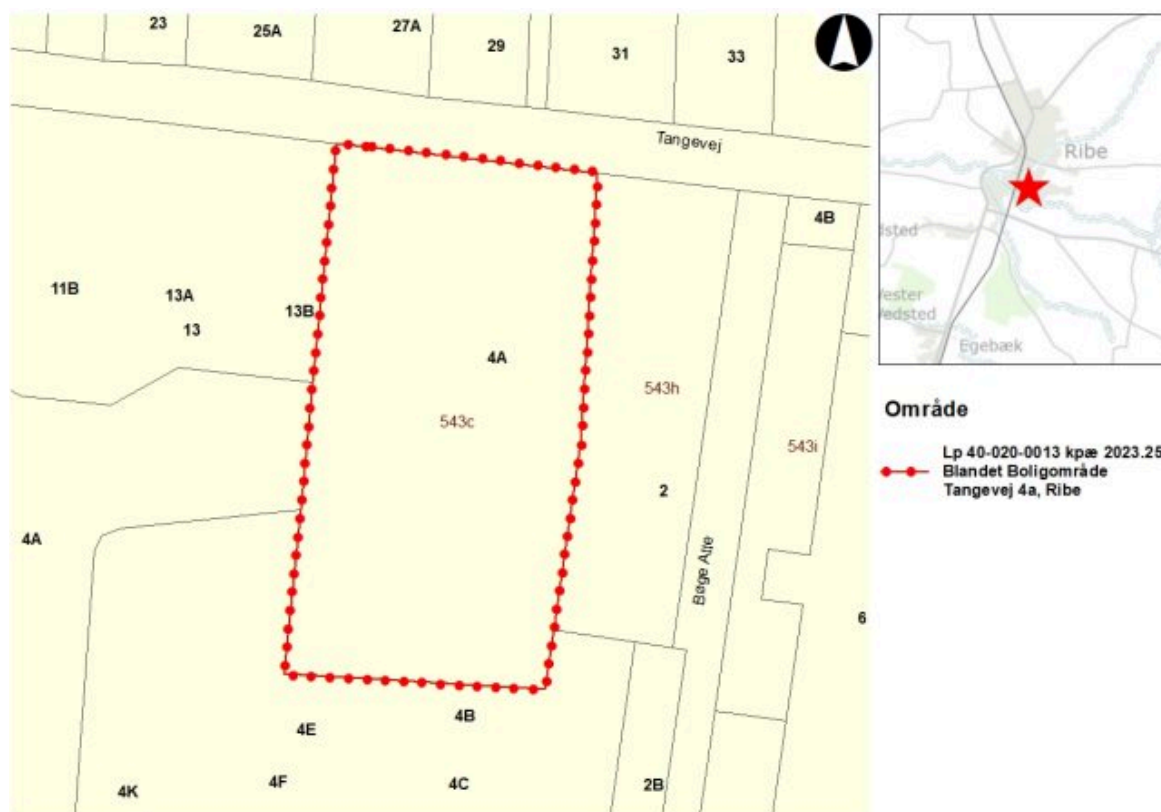 23
25A
27A
29
31
33
Tangevej
4B
11B
13A
13
13B
4A
543c
543h
543i
2
4A
Bøge Alle
6
4E
4B
4F
4C
4K
2B
Ribe
Egebæk
Område
Lp 40-020-0013 kpæ 2023.25
Blandet Boligområde
Tangevej 4a, Ribe